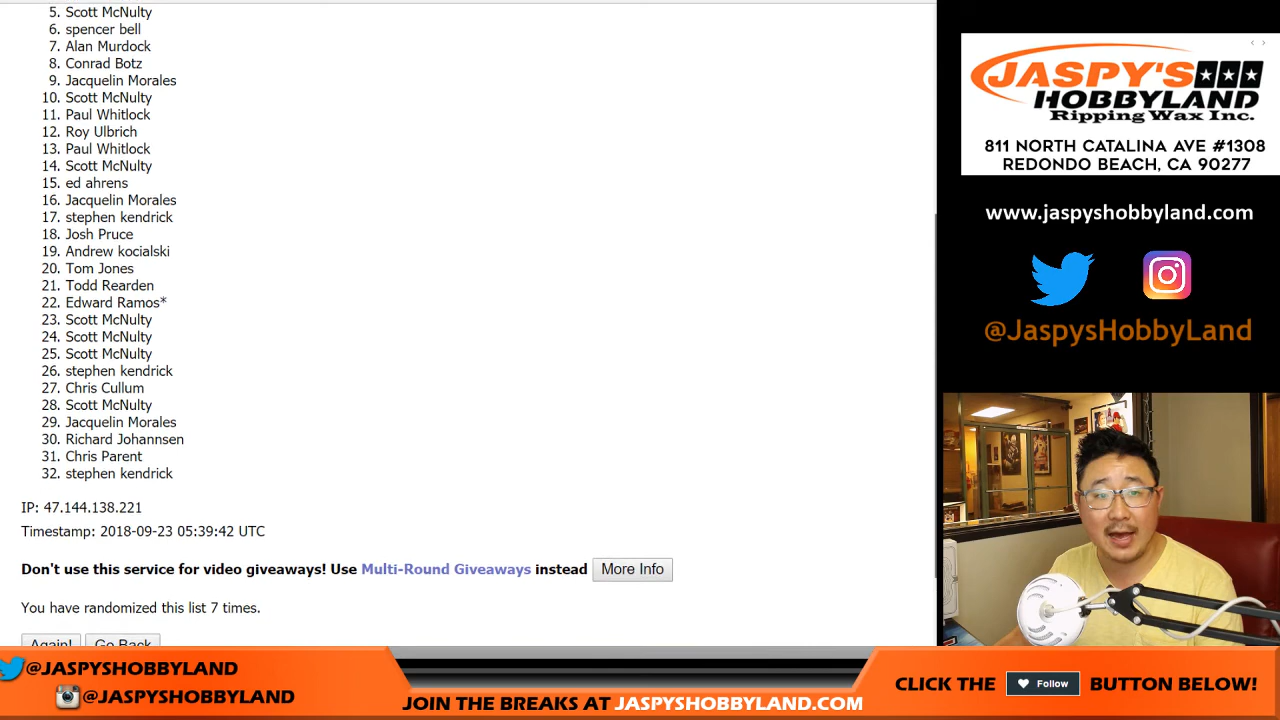 5. Scott McNulty
6. spencer bell
7. Alan Murdock
8. Conrad Botz
9. Jacquelin Morales
10. Scott McNulty
11. Paul Whitlock
12. Roy Ulbrich
13. Paul Whitlock
14. Scott McNulty
15. ed ahrens
16. Jacquelin Morales
17. stephen kendrick
18. Josh Pruce
19. Andrew kocialski
20. Tom Jones
21. Todd Rearden
22. Edward Ramos*
23. Scott McNulty
24. Scott McNulty
25. Scott McNulty
26. stephen kendrick
27. Chris Cullum
28. Scott McNulty
29. Jacquelin Morales
30. Richard Johannsen
31. Chris Parent
32. stephen kendrick
IP: 47.144.138.221
Timestamp: 2018-09-23 05:39:42 UTC
Don't use this service for video giveaways! Use Multi-Round Giveaways instead More Info
You have randomized this list 7 times.
Again! Go Back
JASPY'S
HOBBYLAND
Ripping Wax Inc.
811 NORTH CATALINA AVE #1308
REDONDO BEACH, CA 90277
www.jaspyshobbyland.com
@JaspysHobbyLand
@JASPYSHOBBYLAND
@JASPYSHOBBYLAND
JOIN THE BREAKS AT JASPYSHOBBYLAND.COM
CLICK THE Follow BUTTON BELOW!